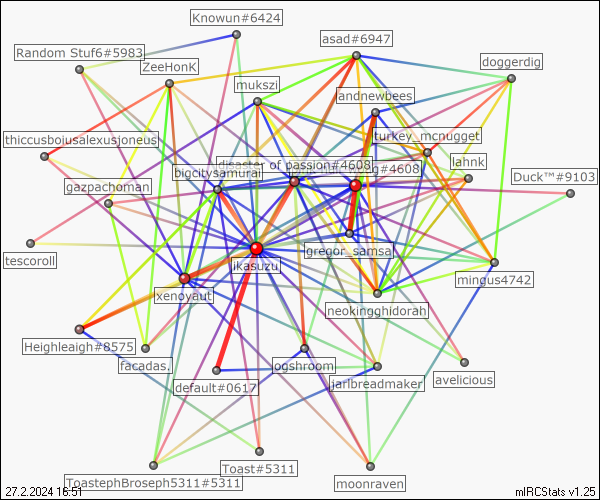 Knowun#6424
asad#6947
Random Stuf6#5983
ZeeHonK
doggerdig
mukszi
landnewbees
turkey_mcnugget
thiccusboiusalexusjoneus
disaster of passion#4608
g#4608
lahnk
bigcitysamurai
Duck™#9103
gazpachoman
tescoroll
gregor_samsa
ikasuzu
mingus4742
xenoyaut
neokingghidorah
Heighleaigh#8575
facadas.
ogshroom
avelicious
default#0617
jarlbreadmaker
Toast#5311
ToastephBroseph5311#5311
moonraven
27.2.2024 16:51
mIRCStats v1.25